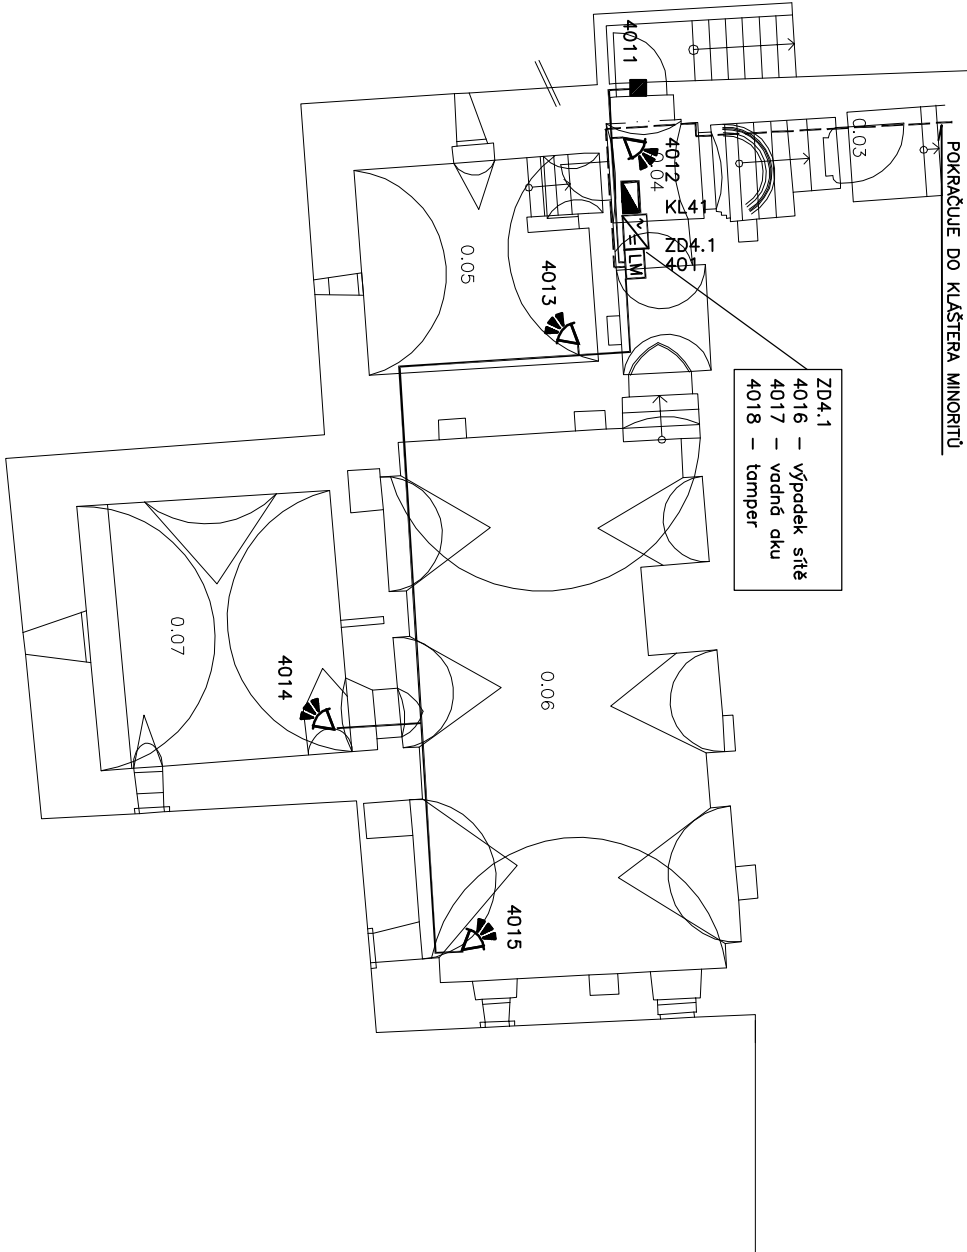 POKRAČUJE DO KLÁŠTERA MINORITŮ
4011
4012
0.03
0.04
KL41
ZD4.1
401
~
=
LM
4013
0.05
ZD4.1
4016 – výpadek sítě
4017 – vadná aku
4018 – tamper
0.06
0.07
4014
4015